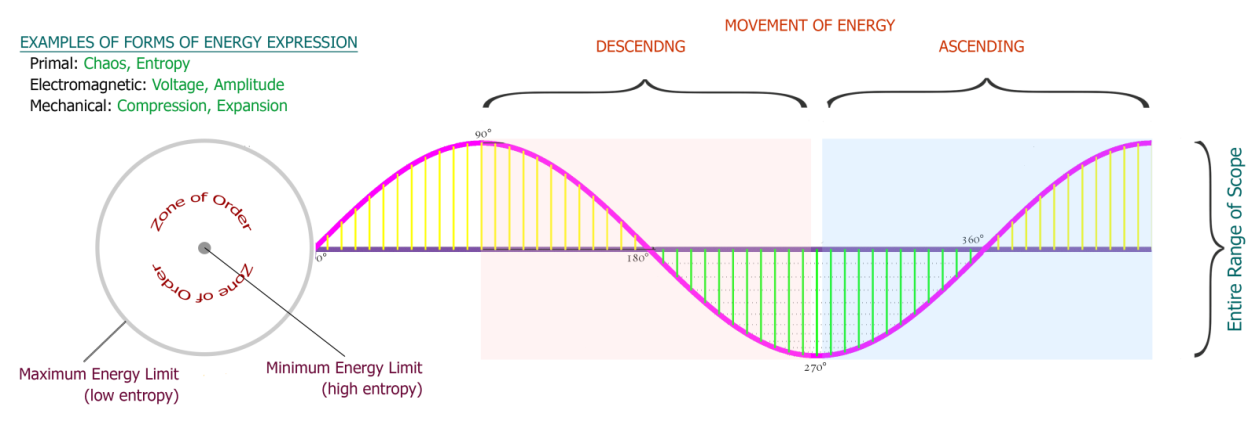 MOVEMENT OF ENERGY
EXAMPLES OF FORMS OF ENERGY EXPRESSION
DESCENDNG
ASCENDING
Primal: Chaos, Entropy
Electromagnetic: Voltage, Amplitude
Mechanical: Compression, Expansion
90°
Zone of Order
Zone of Order
0°
180°
360°
270°
Entire Range of Scope
Maximum Energy Limit
(low entropy)
Minimum Energy Limit
(high entropy)